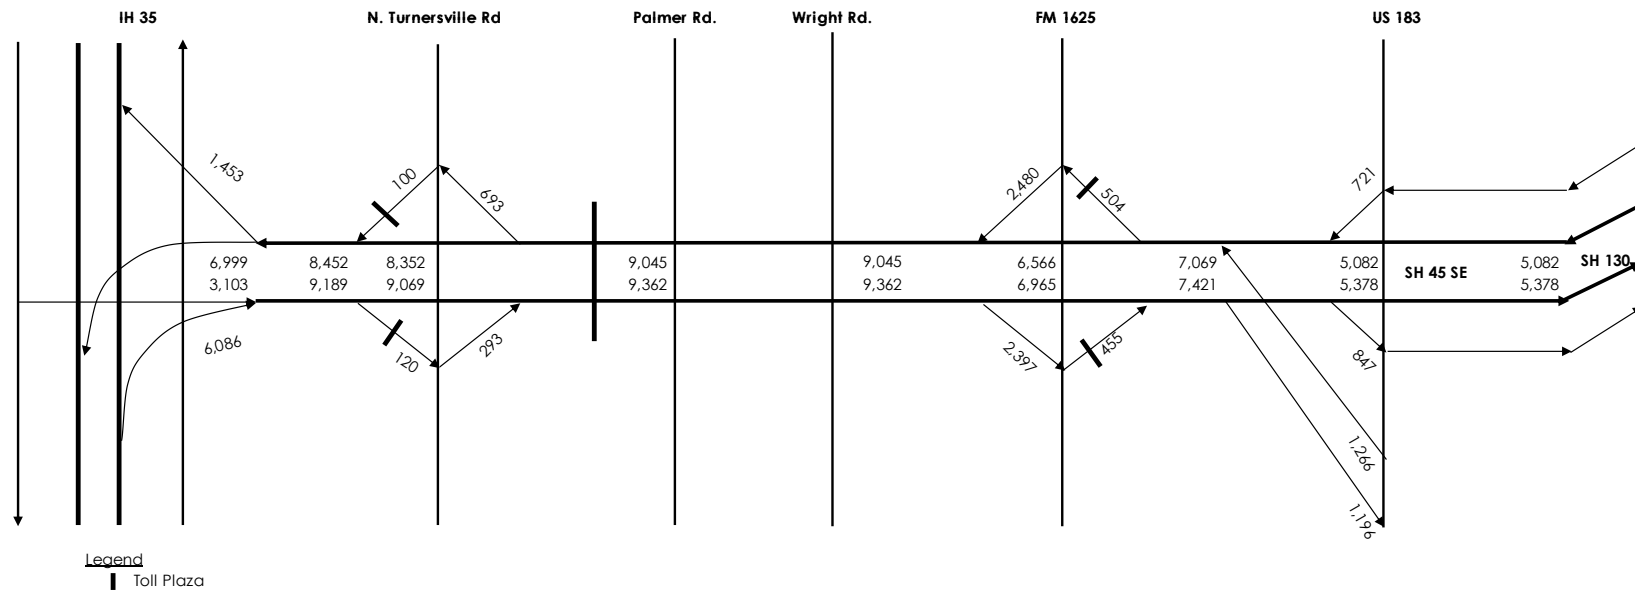 IH 35 N. Turnersville Rd Palmer Rd. Wright Rd. FM 1625 US 183
1,453
100
693
2,480
504
721
6,999 8,452 8,352 9,045 9,045 6,566 7,069 5,082 5,082
3,103 9,189 9,069 9,362 9,362 6,965 7,421 5,378 5,378
SH 45 SE
SH 130
6,086
120
293
2,397
455
847
1,266
1,196
Legend
Toll Plaza